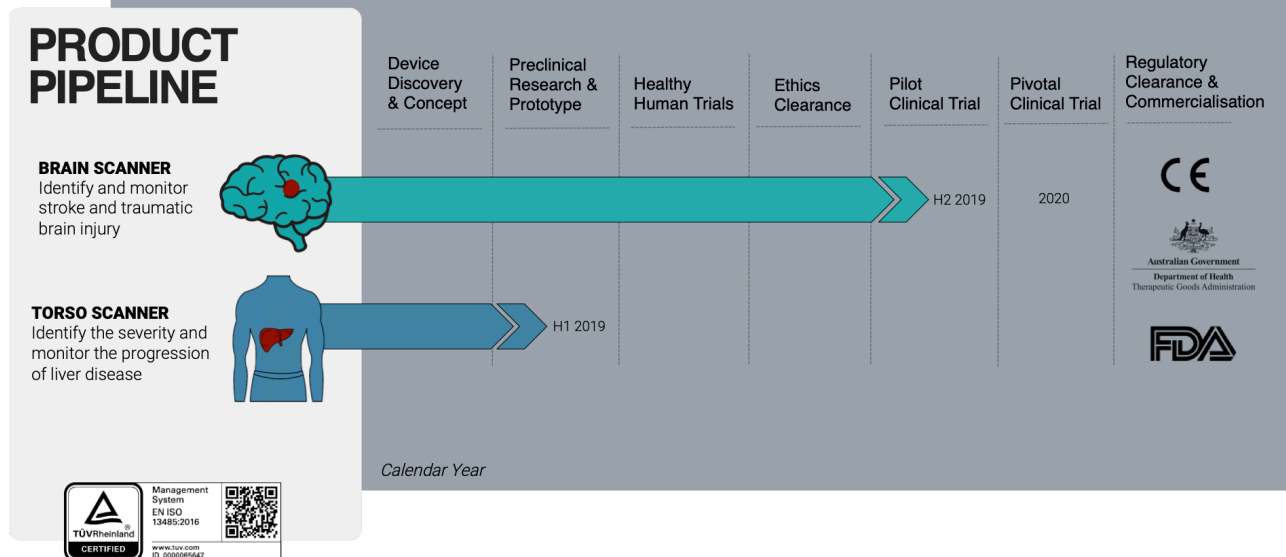 PRODUCT
PIPELINE
Device
Discovery
& Concept
Preclinical
Research &
Prototype
Healthy
Human Trials
Ethics
Clearance
Pilot
Clinical Trial
Pivotal
Clinical Trial
Regulatory
Clearance &
Commercialisation
BRAIN SCANNER
Identify and monitor
stroke and traumatic
brain injury
H2 2019
2020
CE
Australian Government
Department of Health
Therapeutic Goods Administration
TORSO SCANNER
Identify the severity and
monitor the progression
of liver disease
H1 2019
FDA
Calendar Year
TÜVRheinland®
CERTIFIED
Management
System
EN ISO
13485:2016
www.tuv.com
ID 0000065647